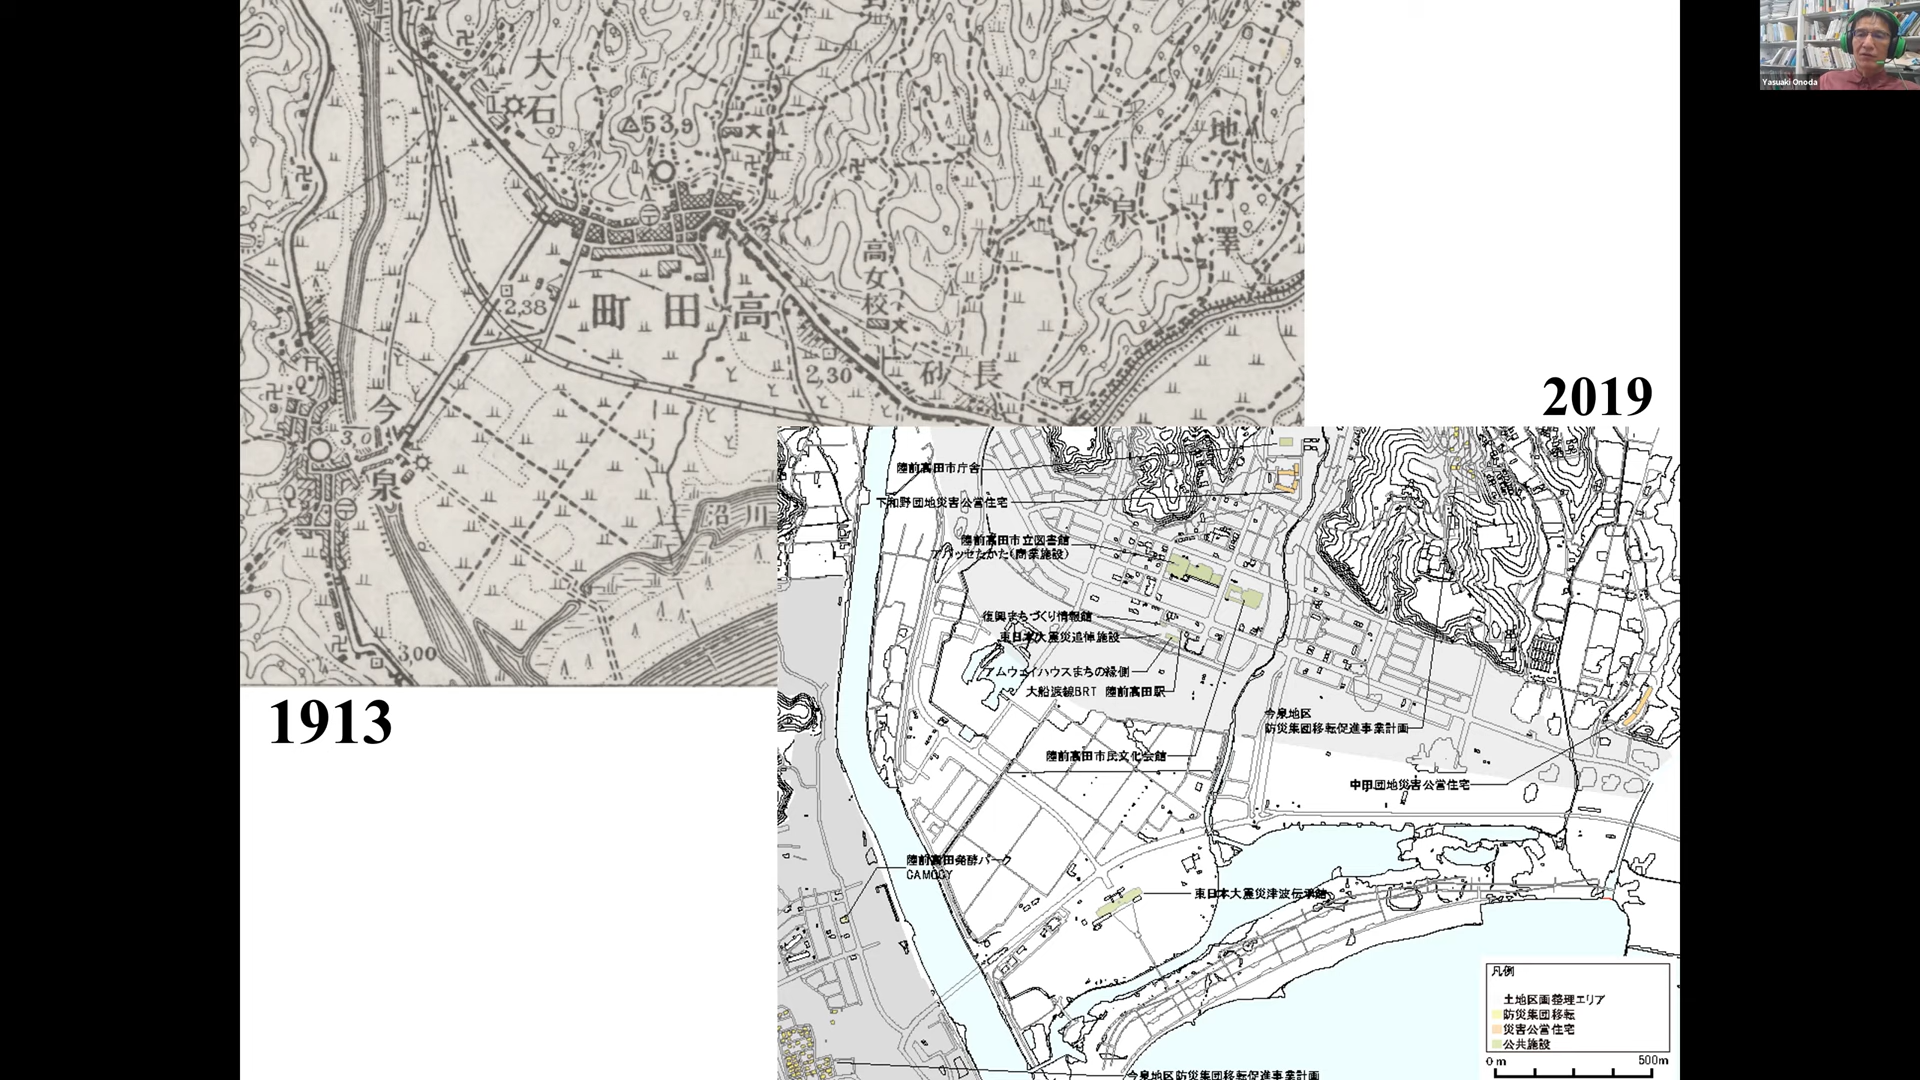 大石
53,9
丁泉
地竹澤
2,38
町田高
高女校
2,30
砂長
今泉
3,0
沼川
3,00
1913
2019
Yasuaki Onoda
陸前高田市庁舎
下和野団地災害公営住宅
陸前高田市立図書館
アバッセたかた(商業施設)
復興まちづくり情報館
東日本大震災追悼施設
アムウェイハウスまちの縁側
大船渡線BRT 陸前高田駅
今泉地区
防災集団移転促進事業計画
陸前高田市民文化会館
中田団地災害公営住宅
陸前高田発酵パーク
CAMOCY
東日本大震災津波伝承館
凡例
土地区画整理エリア
防災集団移転
災害公営住宅
公共施設
0m 500m
今泉地区防災集団移転促進事業計画